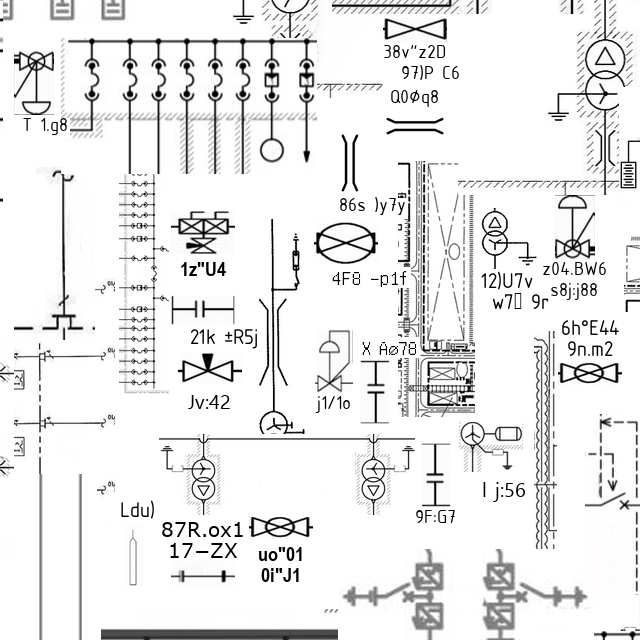 38v"z2D
97)P C6
Q0Øq8
T 1.g8
86s )y7y
1z"U4
4F8 -p1f
12)U7v
z04.BW6
s8j:j88
21k ±R5j
6h°E44
X Aø78
9n.m2
Jv:42
j1/1o
I j:56
Ldu)
9F:G7
87R.ox1
17-ZX
uo"01
0i"J1